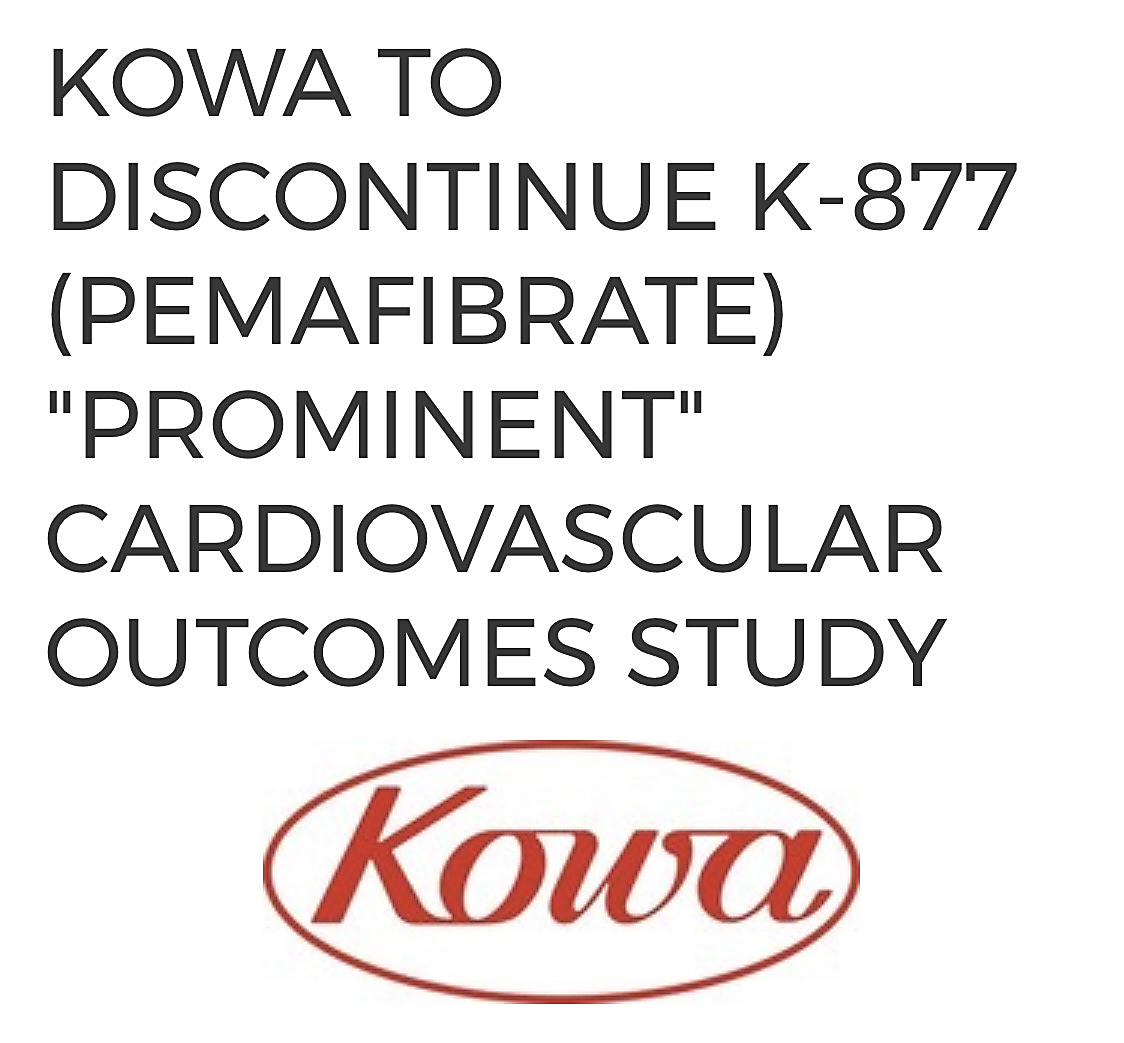 KOWA TO
DISCONTINUE K-877
(PEMAFIBRATE)
"PROMINENT"
CARDIOVASCULAR
OUTCOMES STUDY
Kowa